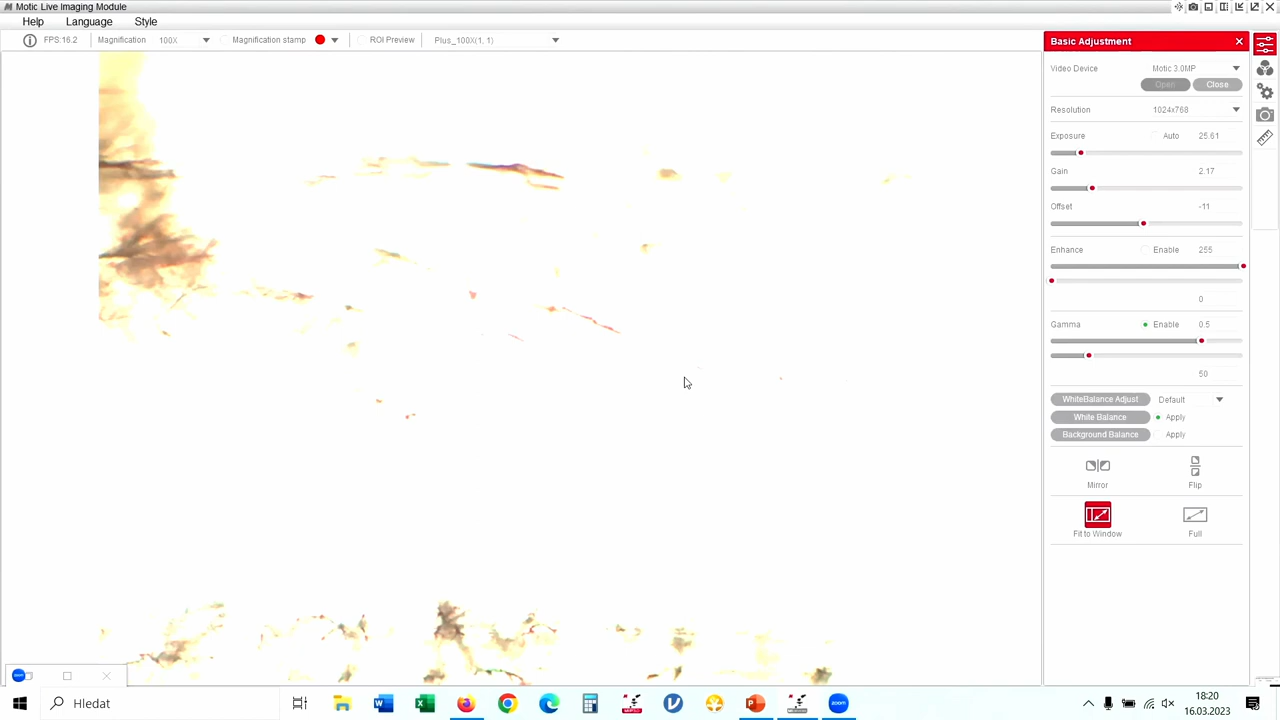 Motic Live Imaging Module
Help Language Style
FPS:16.2 Magnification 100X Magnification stamp ROI Preview Plus_100X(1, 1)
Basic Adjustment
Video Device Motic 3.0MP
Open Close
Resolution 1024x768
Exposure Auto 25.61
Gain 2.17
Offset -11
Enhance Enable 255
0
Gamma Enable 0.5
50
WhiteBalance Adjust Default
White Balance Apply
Background Balance Apply
Mirror Flip
Fit to Window Full
zoom
Hledat
zoom
18:20
16.03.2023